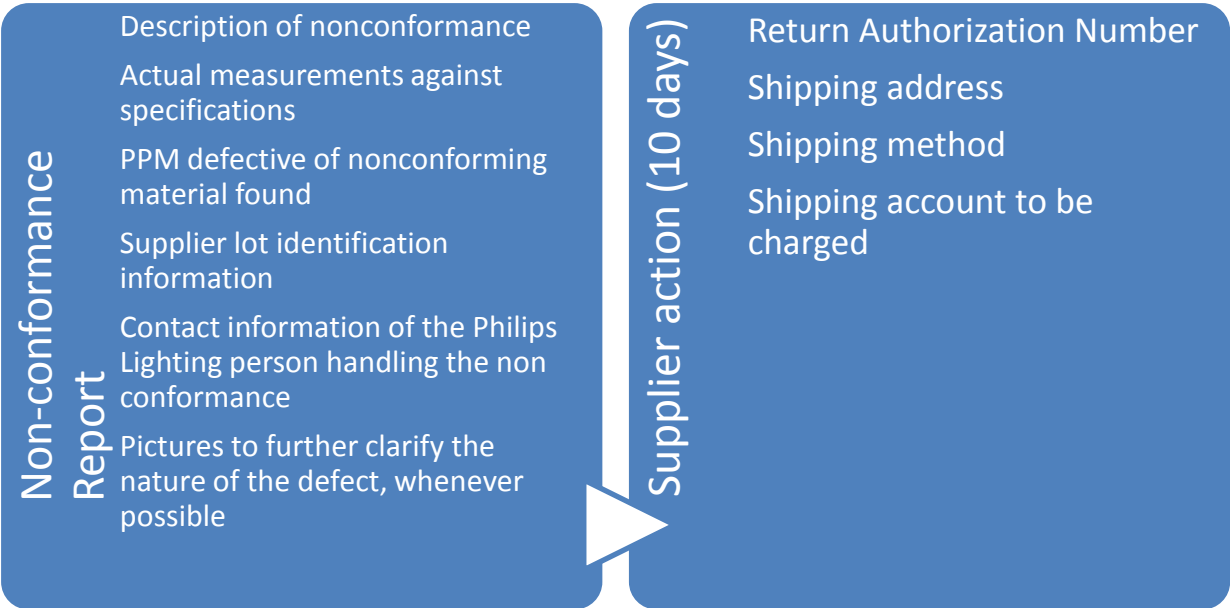 Non-conformance
Report
Description of nonconformance
Actual measurements against
specifications
PPM defective of nonconforming
material found
Supplier lot identification
information
Contact information of the Philips
Lighting person handling the non
conformance
Pictures to further clarify the
nature of the defect, whenever
possible
Supplier action (10 days)
Return Authorization Number
Shipping address
Shipping method
Shipping account to be
charged